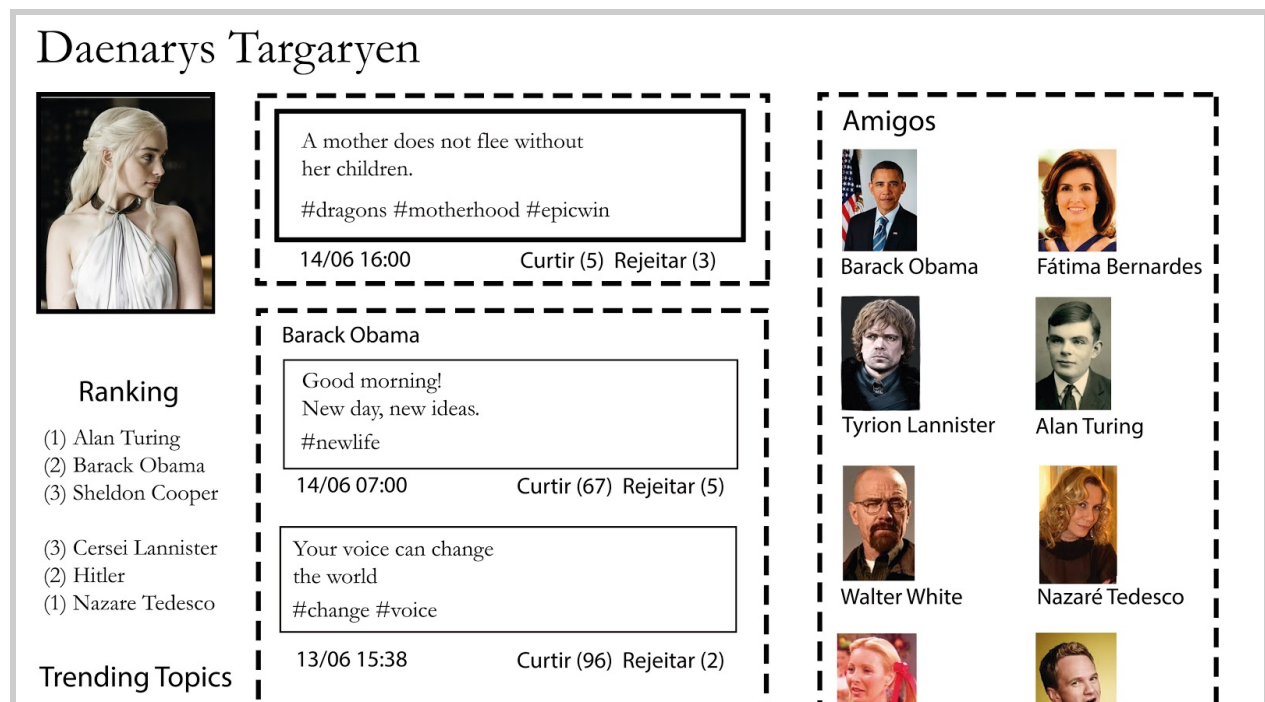 Daenarys Targaryen
A mother does not flee without
her children.
#dragons #motherhood #epicwin
14/06 16:00 Curtir (5) Rejeitar (3)
Barack Obama
Good morning!
New day, new ideas.
#newlife
14/06 07:00 Curtir (67) Rejeitar (5)
Your voice can change
the world
#change #voice
13/06 15:38 Curtir (96) Rejeitar (2)
Ranking
(1) Alan Turing
(2) Barack Obama
(3) Sheldon Cooper
(3) Cersei Lannister
(2) Hitler
(1) Nazare Tedesco
Trending Topics
Amigos
Barack Obama
Fátima Bernardes
Tyrion Lannister
Alan Turing
Walter White
Nazaré Tedesco